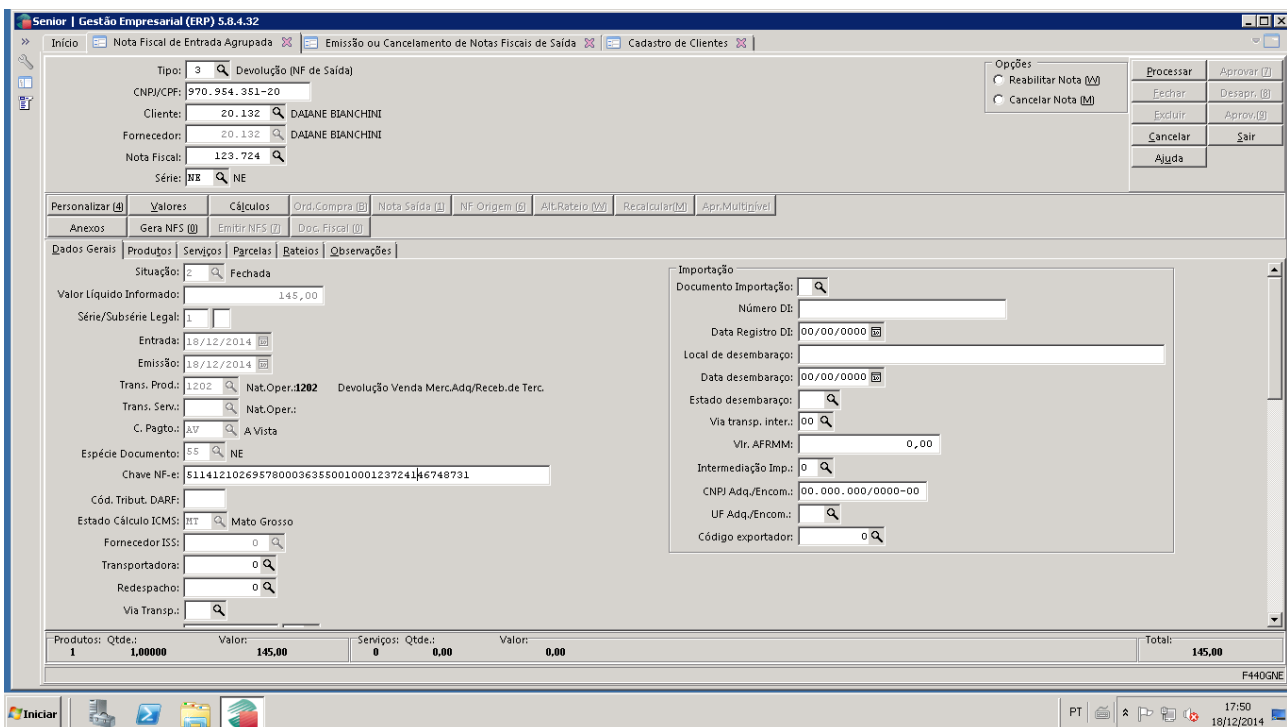 Senior | Gestão Empresarial (ERP) 5.8.4.32
» Início Nota Fiscal de Entrada Agrupada Emissão ou Cancelamento de Notas Fiscais de Saída Cadastro de Clientes
Tipo: 3 Devolução (NF de Saída)
CNPJ/CPF: 970.954.351-20
Cliente: 20.132 DAIANE BIANCHINI
Fornecedor: 20.132 DAIANE BIANCHINI
Nota Fiscal: 123.724
Série: NE NE
Opções
Reabilitar Nota (W)
Cancelar Nota (M)
Processar Aprovar (7)
Fechar Desapr. (8)
Excluir Aprov.(9)
Cancelar Sair
Ajuda
Personalizar (4) Valores Cálculos Ord.Compra (B) Nota Saída (1) NF Origem (6) Alt.Rateio (W) Recalcular(M) Apr.Multinível
Anexos Gera NFS (0) Emitir NFS (7) Doc. Fiscal (0)
Dados Gerais Produtos Serviços Parcelas Rateios Observações
Situação: 2 Fechada
Valor Líquido Informado: 145,00
Série/Subsérie Legal: 1
Entrada: 18/12/2014
Emissão: 18/12/2014
Trans. Prod.: 1202 Nat.Oper.:1202 Devolução Venda Merc.Adq/Receb.de Terc.
Trans. Serv.: Nat.Oper.:
C. Pagto.: AV A Vista
Espécie Documento: 55 NE
Chave NF-e: 5114121026957800036355001000123724146748731
Cód. Tribut. DARF:
Estado Cálculo ICMS: MT Mato Grosso
Fornecedor ISS: 0
Transportadora: 0
Redespacho: 0
Via Transp.:
Importação
Documento Importação:
Número DI:
Data Registro DI: 00/00/0000
Local de desembaraço:
Data desembaraço: 00/00/0000
Estado desembaraço:
Via transp. inter.: 00
Vlr. AFRMM: 0,00
Intermediação Imp.: 0
CNPJ Adq./Encom.: 00.000.000/0000-00
UF Adq./Encom.:
Código exportador: 0
Produtos: Qtde.: Valor: Serviços: Qtde.: Valor: Total:
1 1,00000 145,00 0 0,00 0,00 145,00
F440GNE
Iniciar PT 17:50
18/12/2014